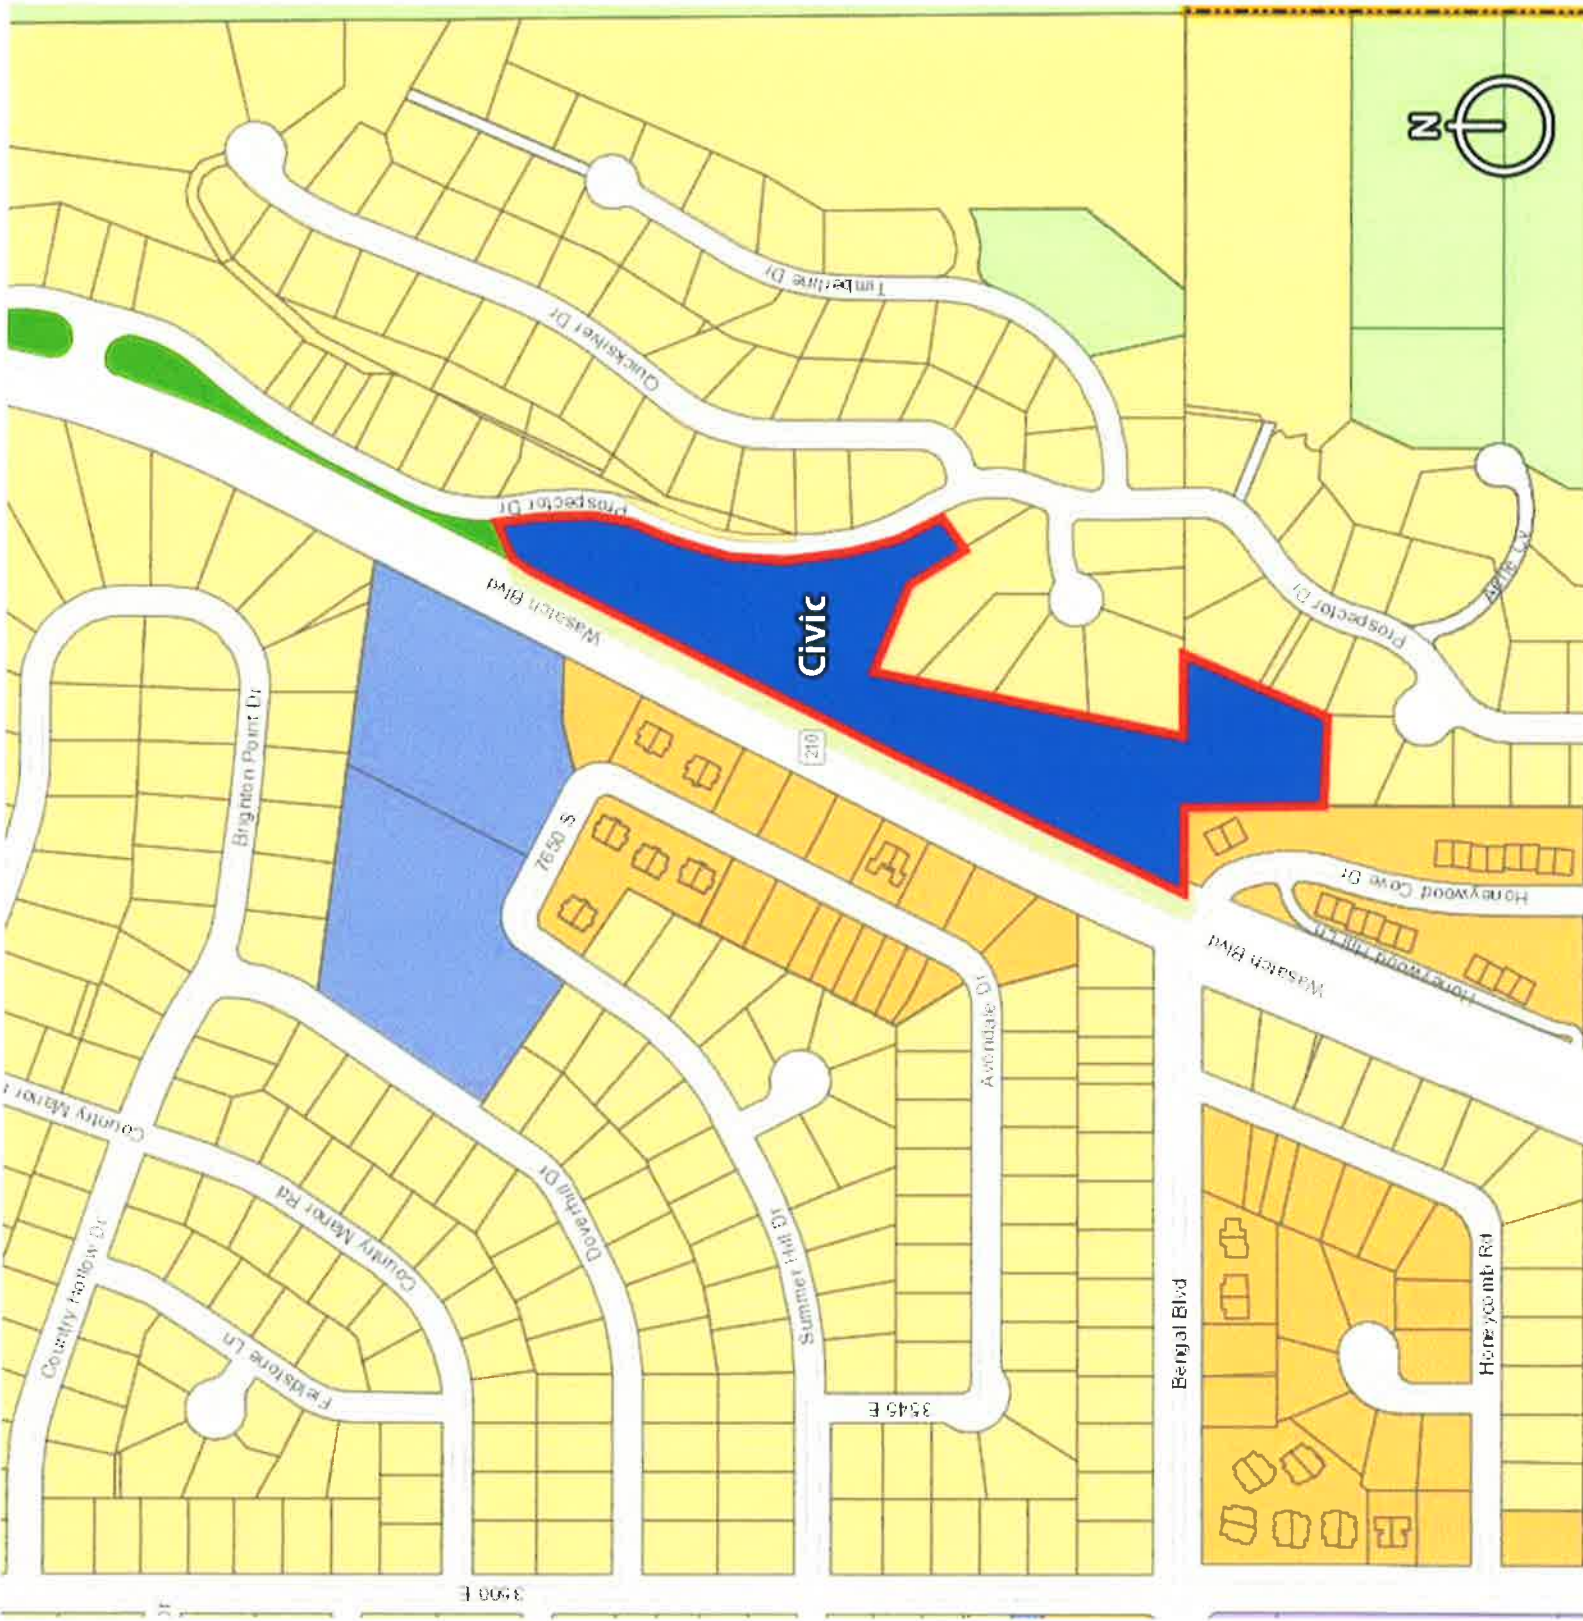 N
Timberline Dr
Quicksilver Dr
Prospector Dr
Wasatch Blvd
Civic
210
Prospector Dr
Alpine Cv
Brighton Point Dr
7650 S
Honeywood Cove Dr
Honeywood Hill Ln
Wasatch Blvd
Avondale Dr
Country Manor
Country Manor Rd
Doverhill Dr
Summer Hill Dr
Country Hollow Dr
Fieldstone Ln
3545 E
Bengal Blvd
Honeycomb Rd
3500 E